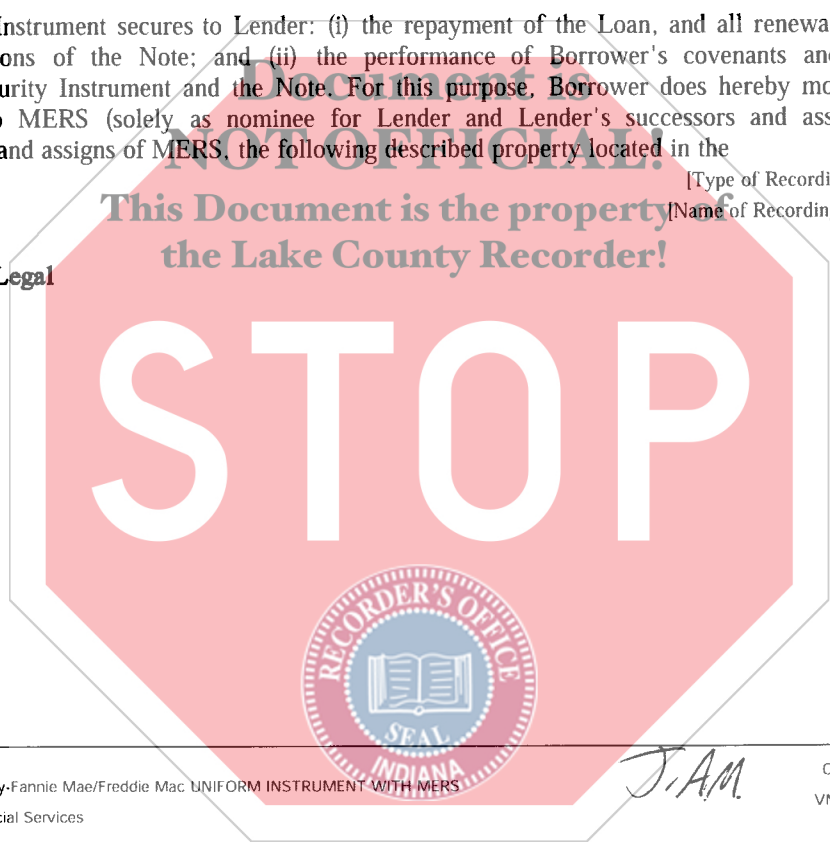 Instrument secures to Lender: (i) the repayment of the Loan, and all renewa
ons of the Note; and (ii) the performance of Borrower's covenants an
urity Instrument and the Note. For this purpose, Borrower does hereby mo
MERS (solely as nominee for Lender and Lender's successors and ass
and assigns of MERS, the following described property located in the
[Type of Recordi
[Name of Recordin
Legal
Document is
NOT OFFICIAL!
This Document is the property of
the Lake County Recorder!
STOP
RECORDER'S OFFICE
SEAL
INDIANA
y-Fannie Mae/Freddie Mac UNIFORM INSTRUMENT WITH MERS
cial Services
J.A.M.
VM